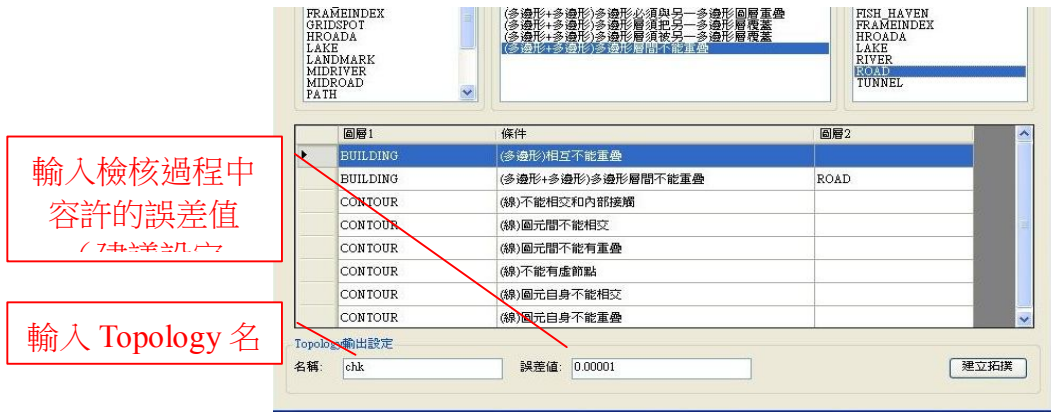 FRAMEINDEX
GRIDSPOT
HROADA
LAKE
LANDMARK
MIDRIVER
MIDROAD
PATH
(多邊形+多邊形)多邊形必須與另一多邊形圖層重疊
(多邊形+多邊形)多邊形層須把另一多邊形層覆蓋
(多邊形+多邊形)多邊形層須被另一多邊形層覆蓋
(多邊形+多邊形)多邊形層間不能重疊
FISH_HAVEN
FRAMEINDEX
HROADA
LAKE
RIVER
ROAD
TUNNEL
圖層1 條件 圖層2
BUILDING (多邊形)相互不能重疊
BUILDING (多邊形+多邊形)多邊形層間不能重疊 ROAD
CONTOUR (線)不能相交和內部接觸
CONTOUR (線)圖元間不能相交
CONTOUR (線)圖元間不能有重疊
CONTOUR (線)不能有虛節點
CONTOUR (線)圖元自身不能相交
CONTOUR (線)圖元自身不能重疊
輸入檢核過程中
容許的誤差值
(建議設定
輸入 Topology 名
Topology輸出設定
名稱: chk 誤差值: 0.00001 建立拓撲